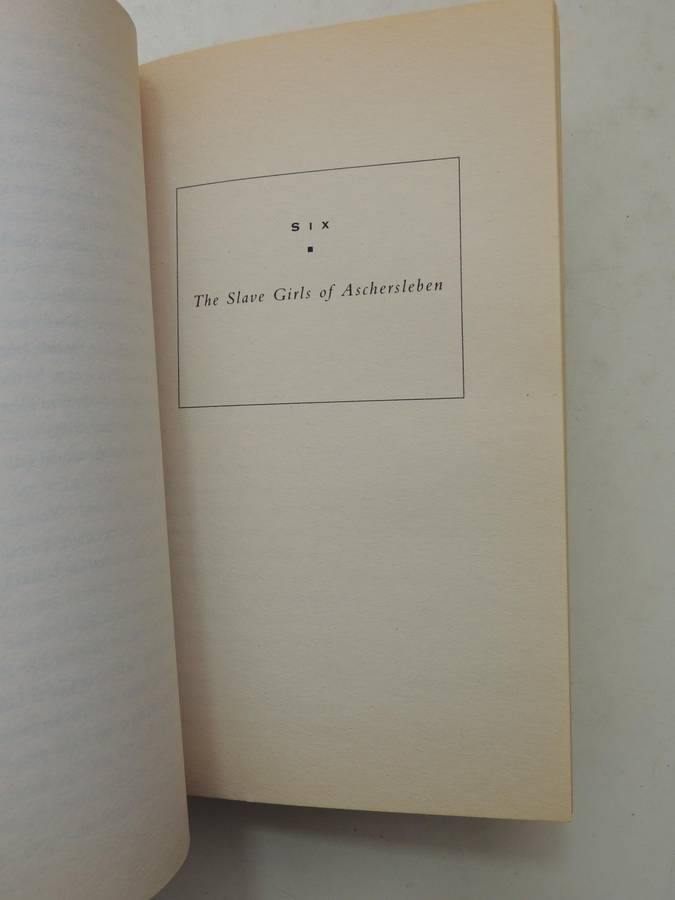 SIX
The Slave Girls of Aschersleben